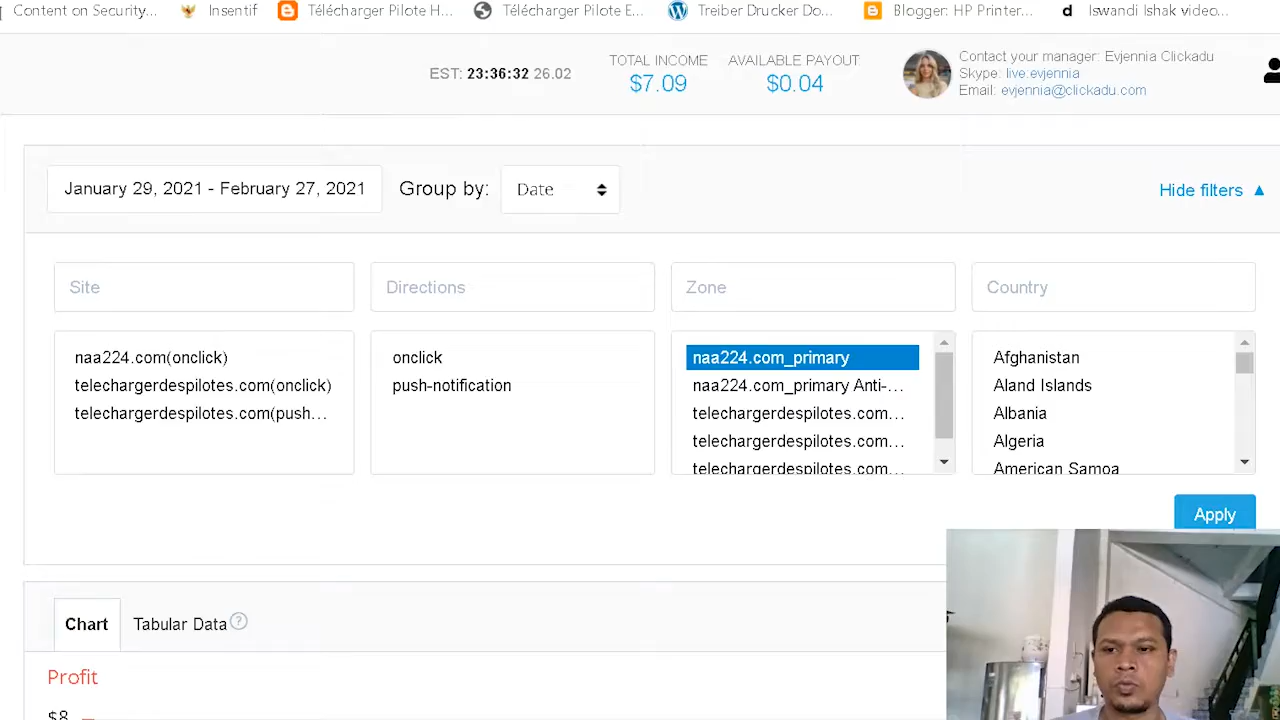 Content on Security... Insentif Télécharger Pilote H... Télécharger Pilote E... Treiber Drucker Do... Blogger: HP Printer... Iswandi Ishak video...
EST: 23:36:32 26.02
TOTAL INCOME
$7.09
AVAILABLE PAYOUT
$0.04
Contact your manager: Evjennia Clickadu
Skype: live:evjennia
Email: evjennia@clickadu.com
January 29, 2021 - February 27, 2021 Group by: Date Hide filters
Site Directions Zone Country
naa224.com(onclick)
telechargerdespilotes.com(onclick)
telechargerdespilotes.com(push...
onclick
push-notification
naa224.com_primary
naa224.com_primary Anti-...
telechargerdespilotes.com...
telechargerdespilotes.com...
telechargerdespilotes.com...
Afghanistan
Aland Islands
Albania
Algeria
American Samoa
Apply
Chart Tabular Data ?
Profit
$8